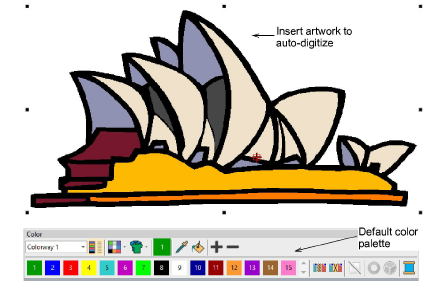 Insert artwork to
auto-digitize
Default color
palette
Color
Colorway 1
1
1 2 3 4 5 6 7 8 9 10 11 12 13 14 15